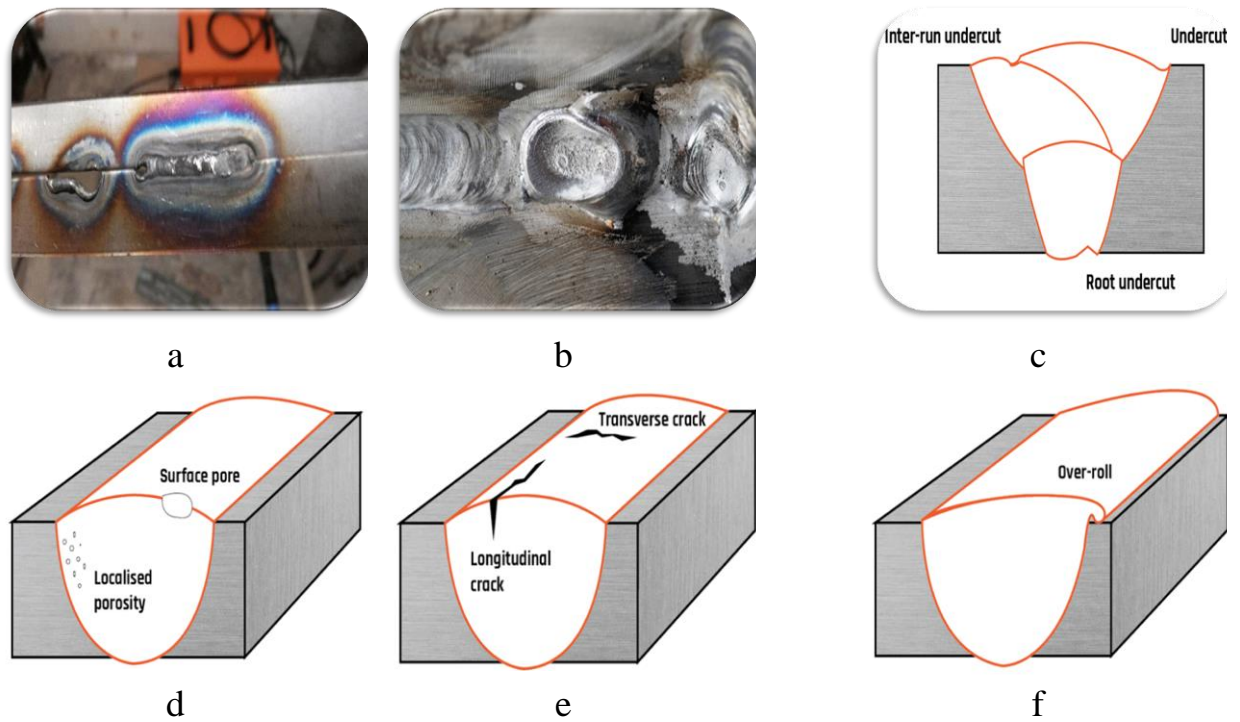 Inter-run undercut
Undercut
Root undercut
a
b
c
Surface pore
Localised
porosity
Transverse crack
Longitudinal
crack
Over-roll
d
e
f